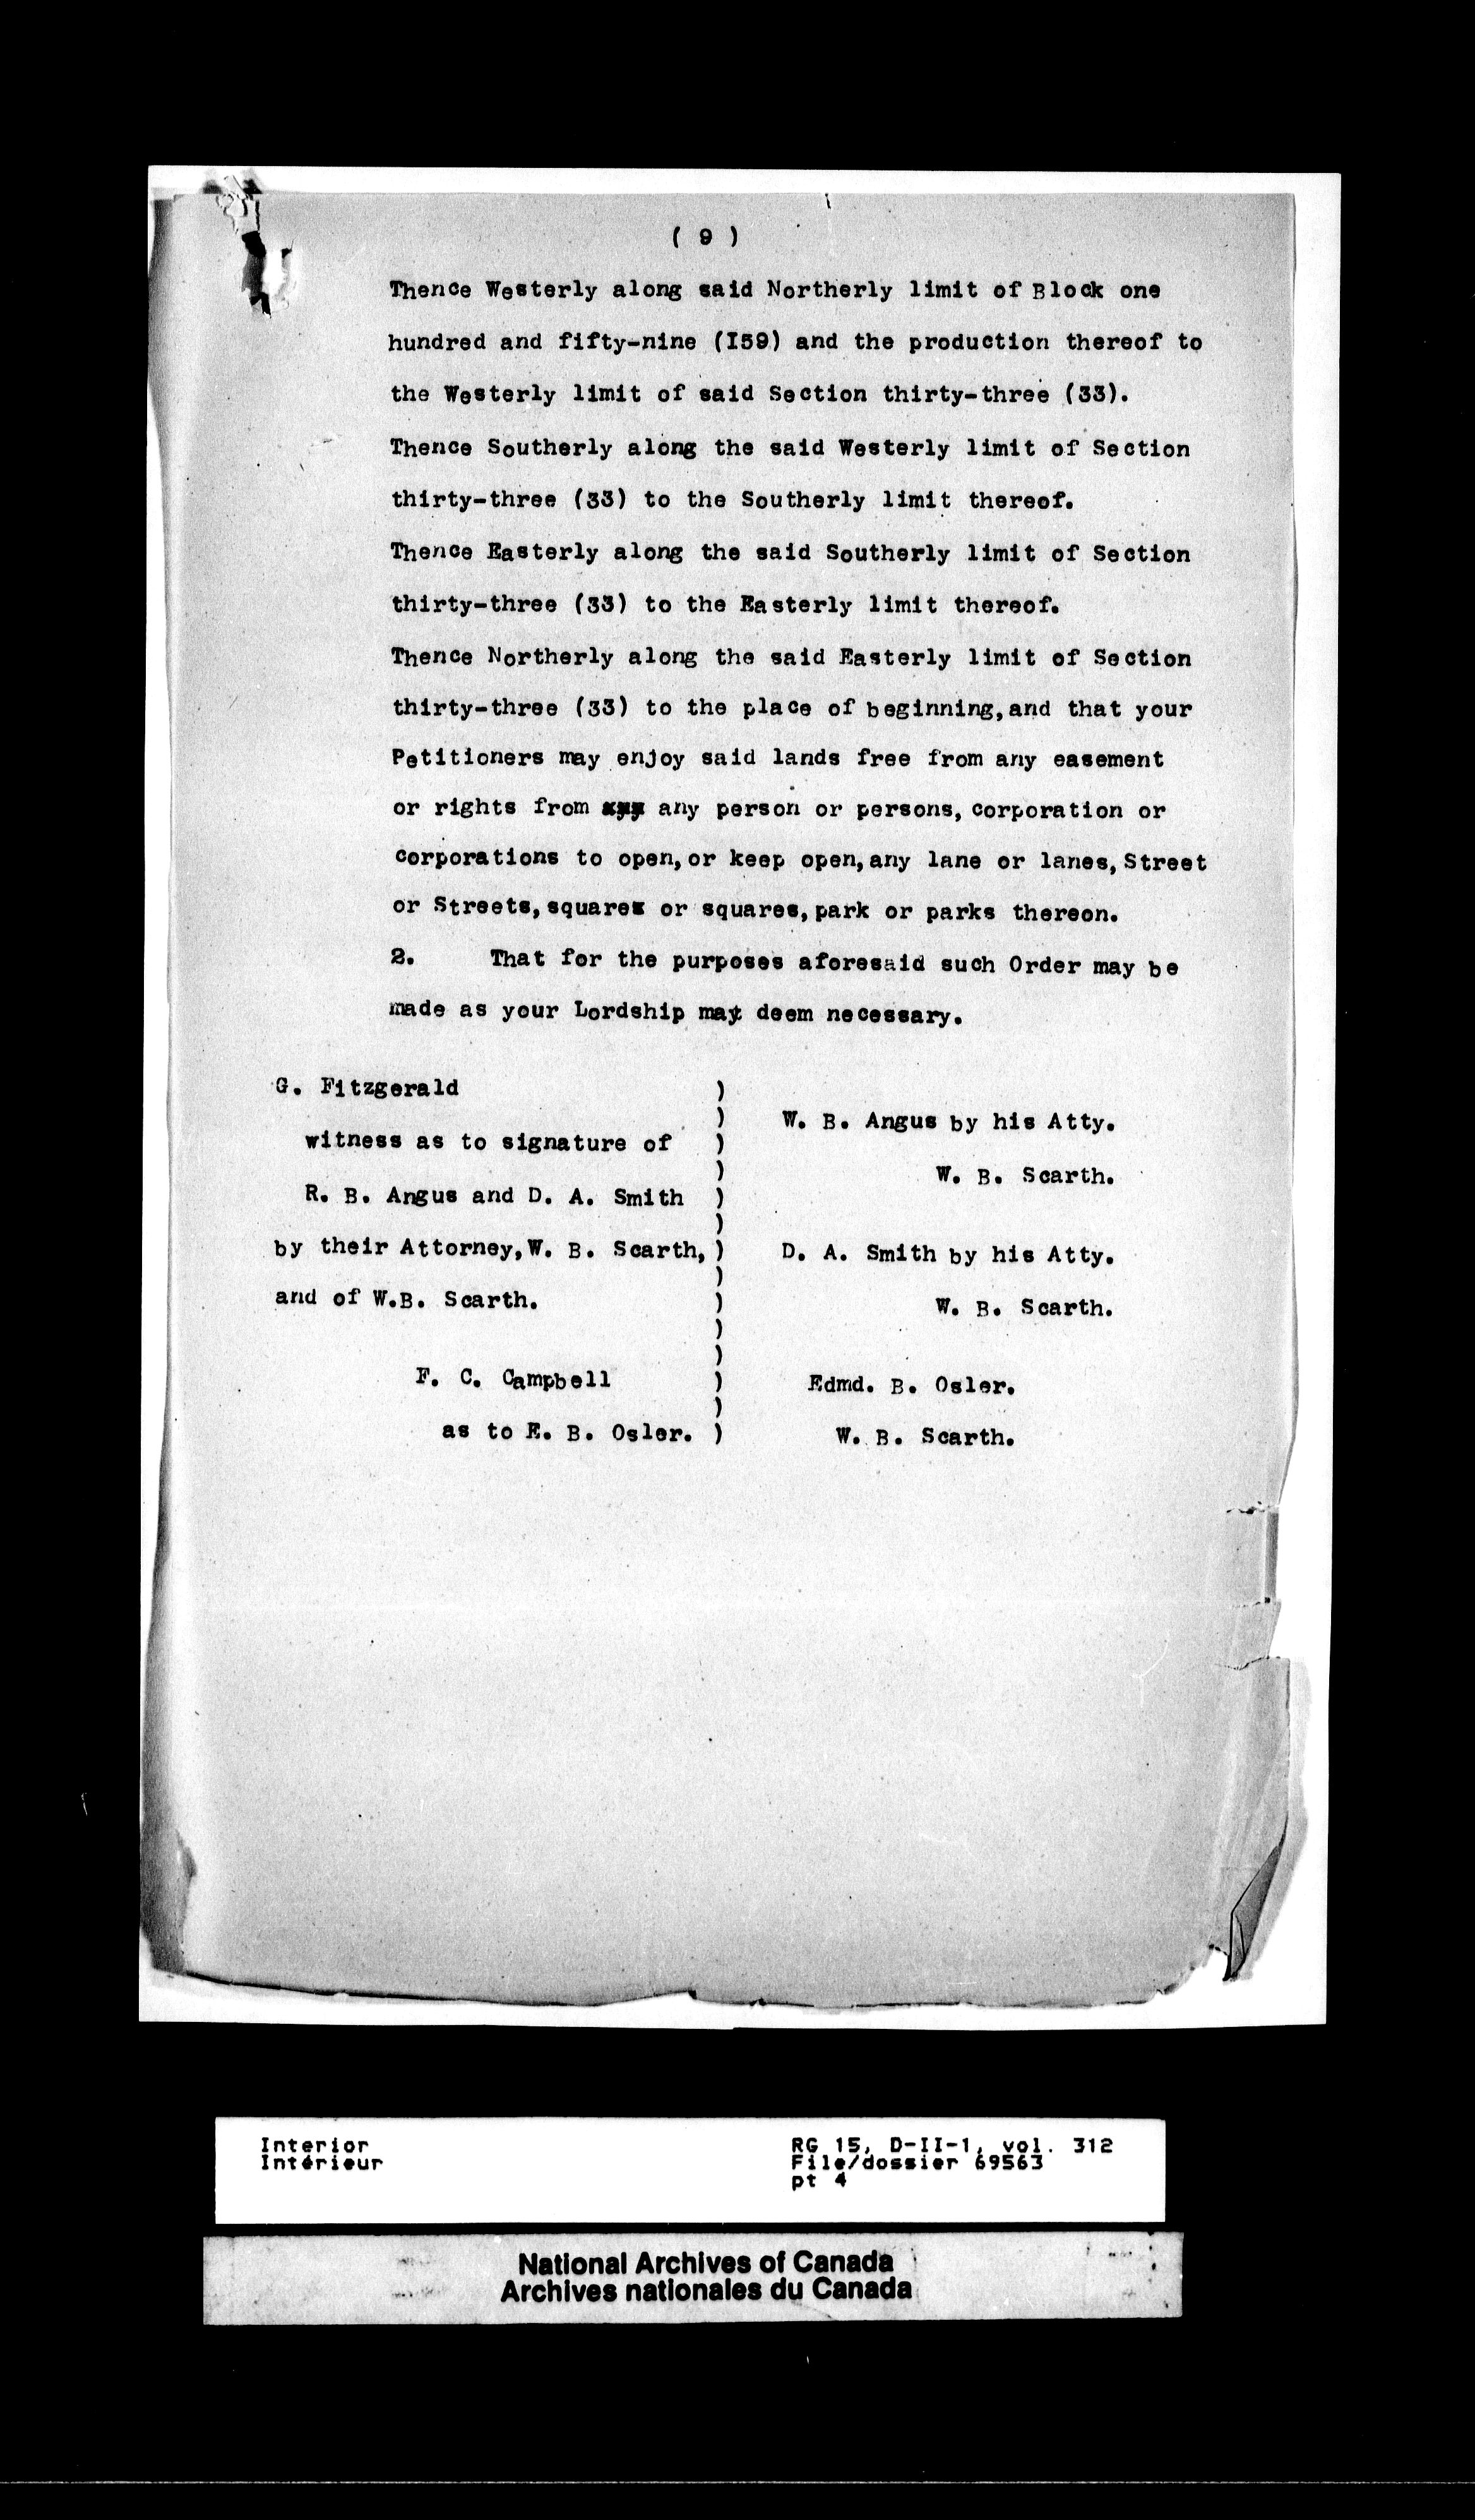 ( 9 )
Thence Westerly along said Northerly limit of Block one
hundred and fifty-nine (I59) and the production thereof to
the Westerly limit of said Section thirty-three (33).
Thence Southerly along the said Westerly limit of Section
thirty-three (33) to the Southerly limit thereof.
Thence Easterly along the said Southerly limit of Section
thirty-three (33) to the Easterly limit thereof.
Thence Northerly along the said Easterly limit of Section
thirty-three (33) to the place of beginning,and that your
Petitioners may enjoy said lands free from any easement
or rights from any person or persons,corporation or
corporations to open,or keep open,any lane or lanes,Street
or Streets,square or squares,park or parks thereon.
2. That for the purposes aforesaid such Order may be
made as your Lordship may deem necessary.
G. Fitzgerald )
) W. B. Angus by his Atty.
witness as to signature of )
) W. B. Scarth.
R. B. Angus and D. A. Smith )
)
by their Attorney,W. B. Scarth, ) D. A. Smith by his Atty.
)
and of W.B. Scarth. ) W. B. Scarth.
)
)
F. C. Campbell ) Edmd. B. Osler.
)
as to E. B. Osler. ) W. B. Scarth.
Interior RG 15, D-II-1, vol. 312
Intérieur File/dossier 69563
pt 4
National Archives of Canada
Archives nationales du Canada